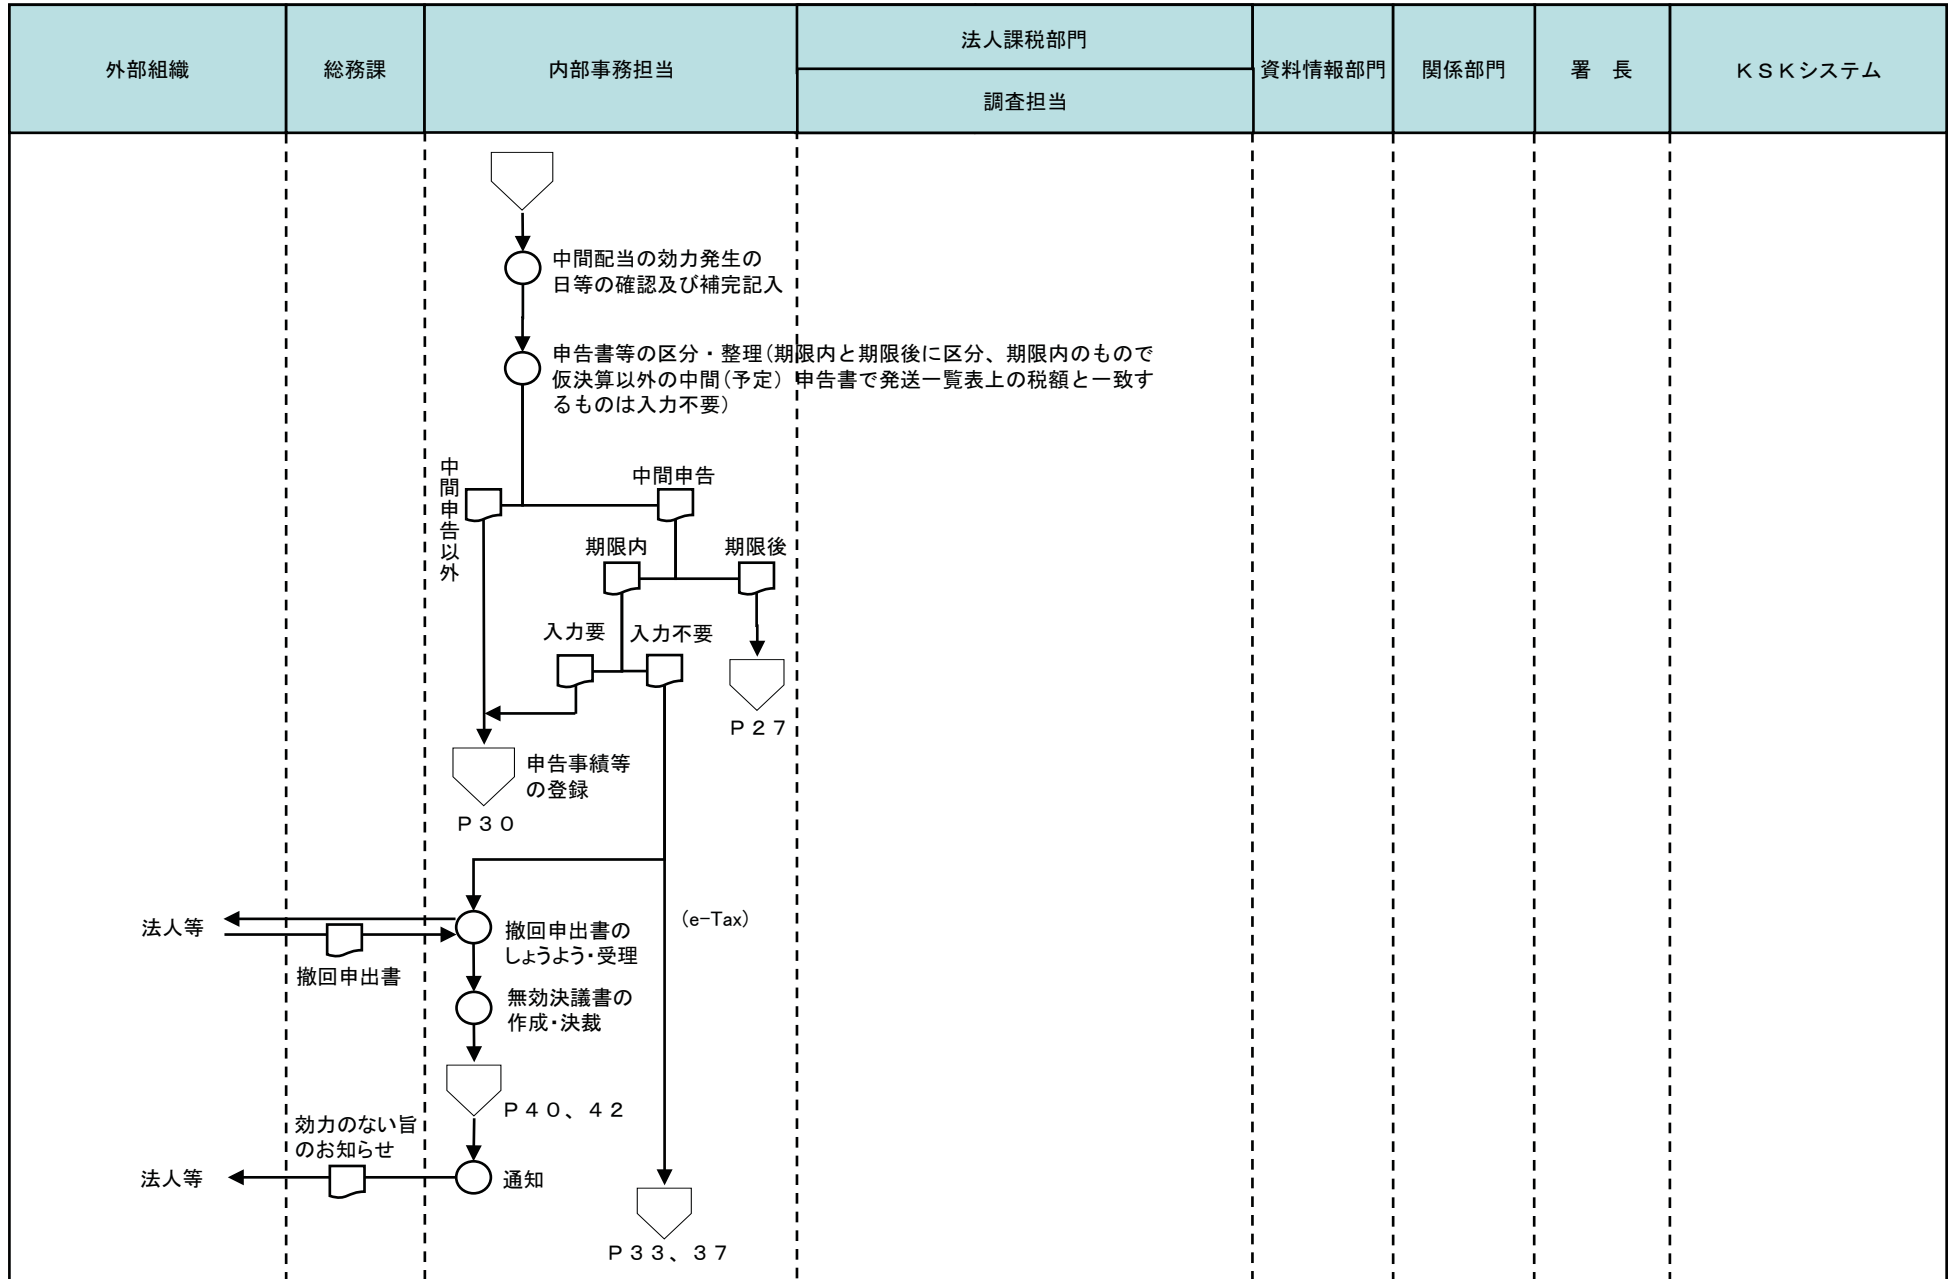 外部組織
総務課
内部事務担当
法人課税部門
調査担当
資料情報部門
関係部門
署　長
ＫＳＫシステム
中間配当の効力発生の
日等の確認及び補完記入
申告書等の区分・整理(期限内と期限後に区分、期限内のもので
仮決算以外の中間(予定)申告書で発送一覧表上の税額と一致す
るものは入力不要)
中間申告以外
中間申告
期限内
期限後
入力要
入力不要
Ｐ２７
申告事績等
の登録
Ｐ３０
法人等
撤回申出書
撤回申出書の
しょうよう・受理
(e-Tax)
無効決議書の
作成・決裁
Ｐ４０、４２
効力のない旨
のお知らせ
法人等
通知
Ｐ３３、３７